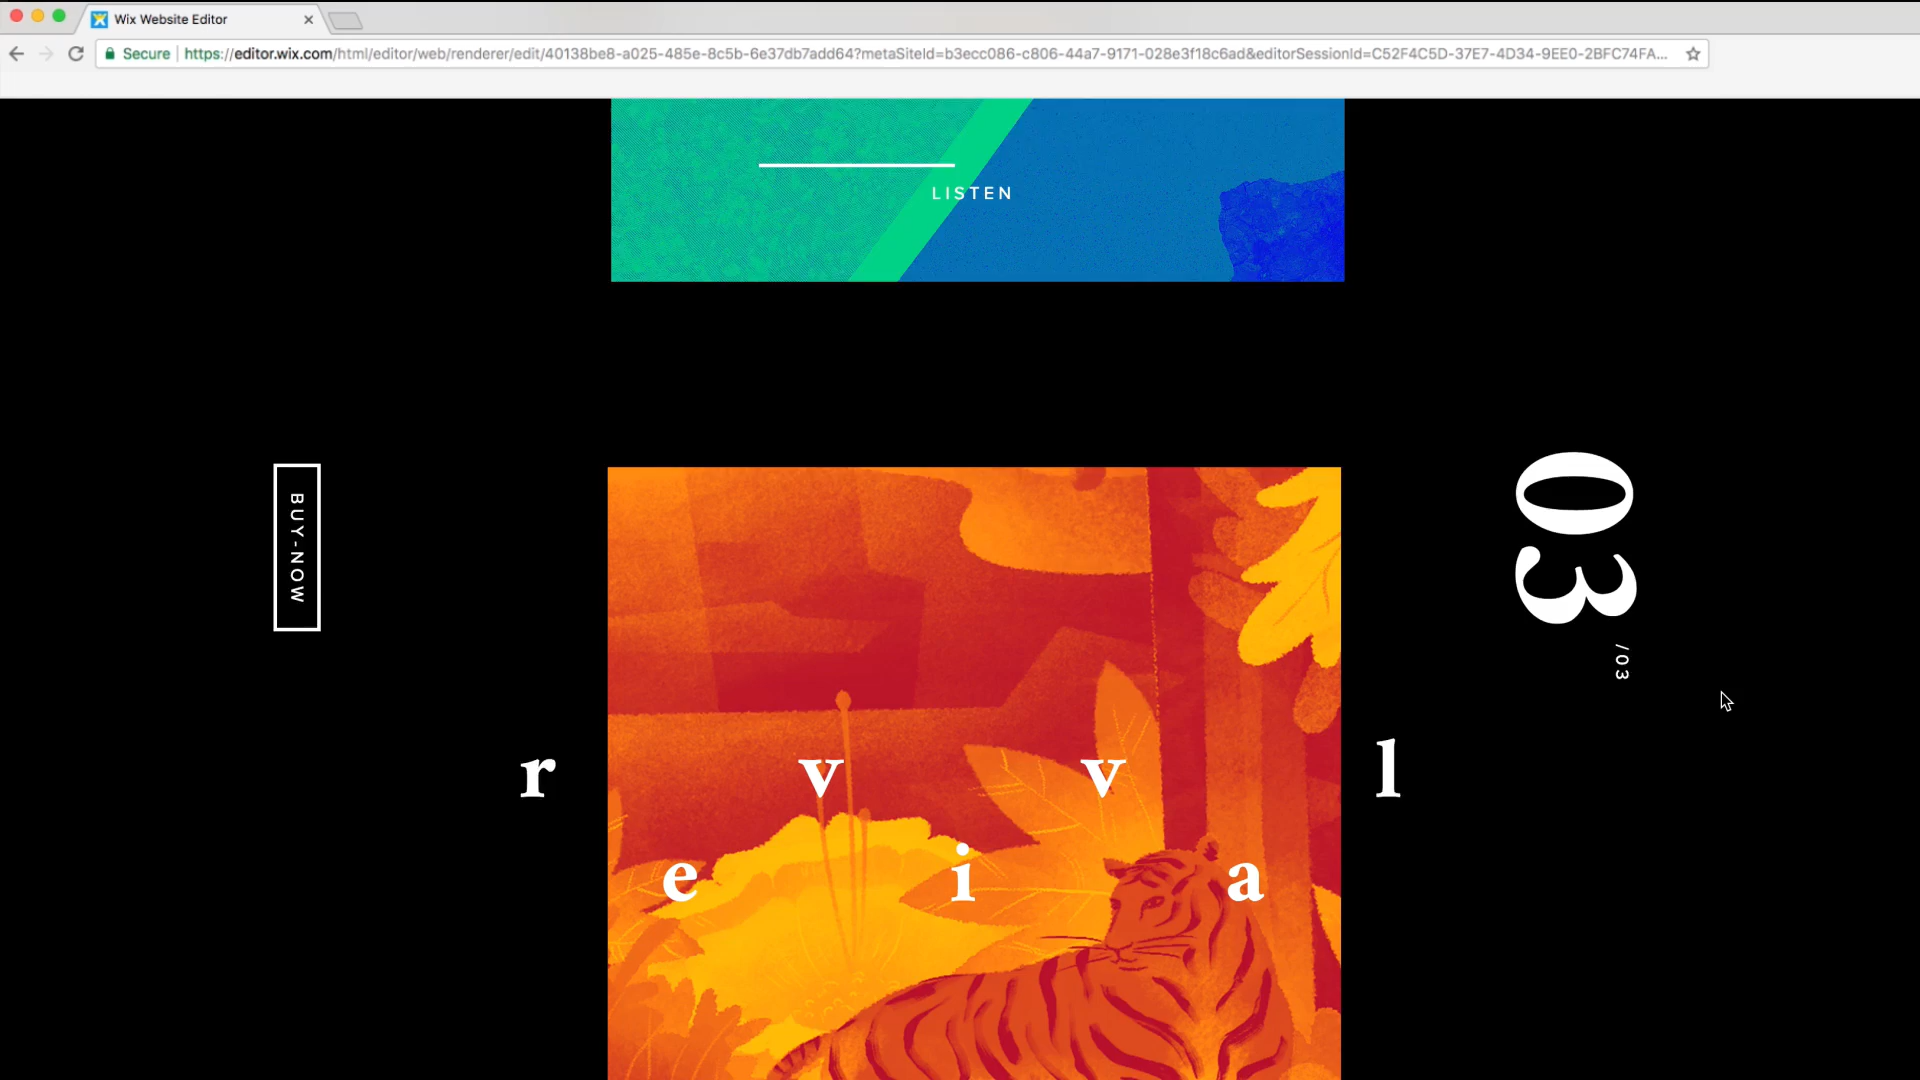 Wix Website Editor
Secure https://editor.wix.com/html/editor/web/renderer/edit/40138be8-a025-485e-8c5b-6e37db7add64?metaSiteId=b3ecc086-c806-44a7-9171-028e3f18c6ad&editorSessionId=C52F4C5D-37E7-4D34-9EE0-2BFC74FA...
LISTEN
BUY-NOW
03
/03
revival